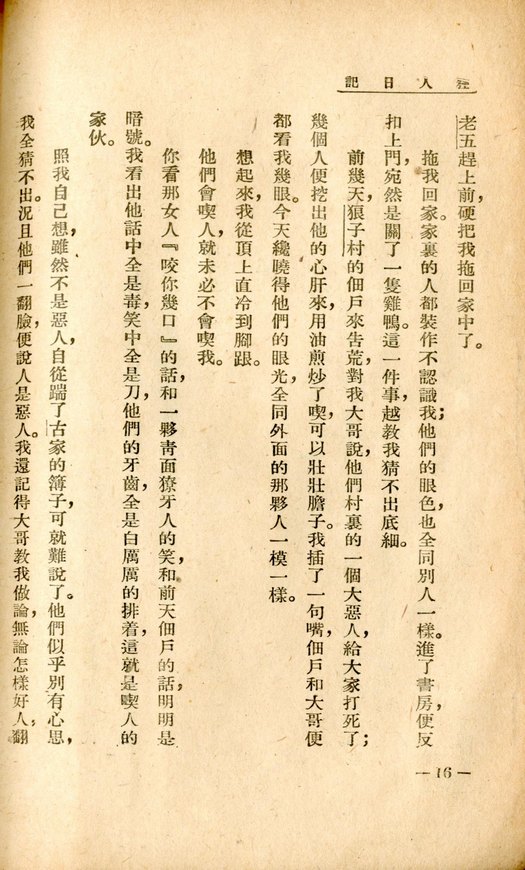 狂人日記
老五趕上前,硬把我拖回家中了。
拖我回家,家裏的人都裝作不認識我;他們的眼色,也全同別人一樣。進了書房,便反
扣上門,宛然是關了一隻雞鴨。這一件事,越教我猜不出底細。
前幾天,狼子村的佃戶來告荒,對我大哥說,他們村裏的一個大惡人,給大家打死了;
幾個人便挖出他的心肝來,用油煎炒了喫,可以壯壯膽子。我插了一句嘴,佃戶和大哥便
都看我幾眼。今天纔曉得他們的眼光,全同外面的那夥人一模一樣。
想起來,我從頂上直冷到腳跟。
他們會喫人,就未必不會喫我。
你看那女人『咬你幾口』的話,和一夥青面獠牙人的笑,和前天佃戶的話,明明是
暗號。我看出他話中全是毒,笑中全是刀,他們的牙齒,全是白厲厲的排着,這就是喫人的
家伙。
照我自己想,雖然不是惡人,自從踹了古家的簿子,可就難說了。他們似乎別有心思,
我全猜不出。況且他們一翻臉,便說人是惡人。我還記得大哥教我做論,無論怎樣好人,翻
—16—